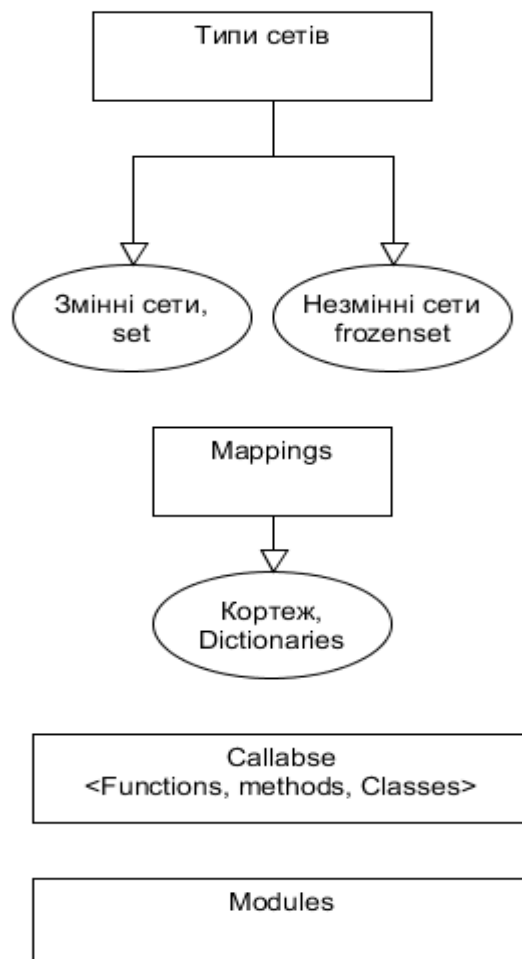 Типи сетів
Змінні сети,
set
Незмінні сети
frozenset
Mappings
Кортеж,
Dictionaries
Callabse
<Functions, methods, Classes>
Modules